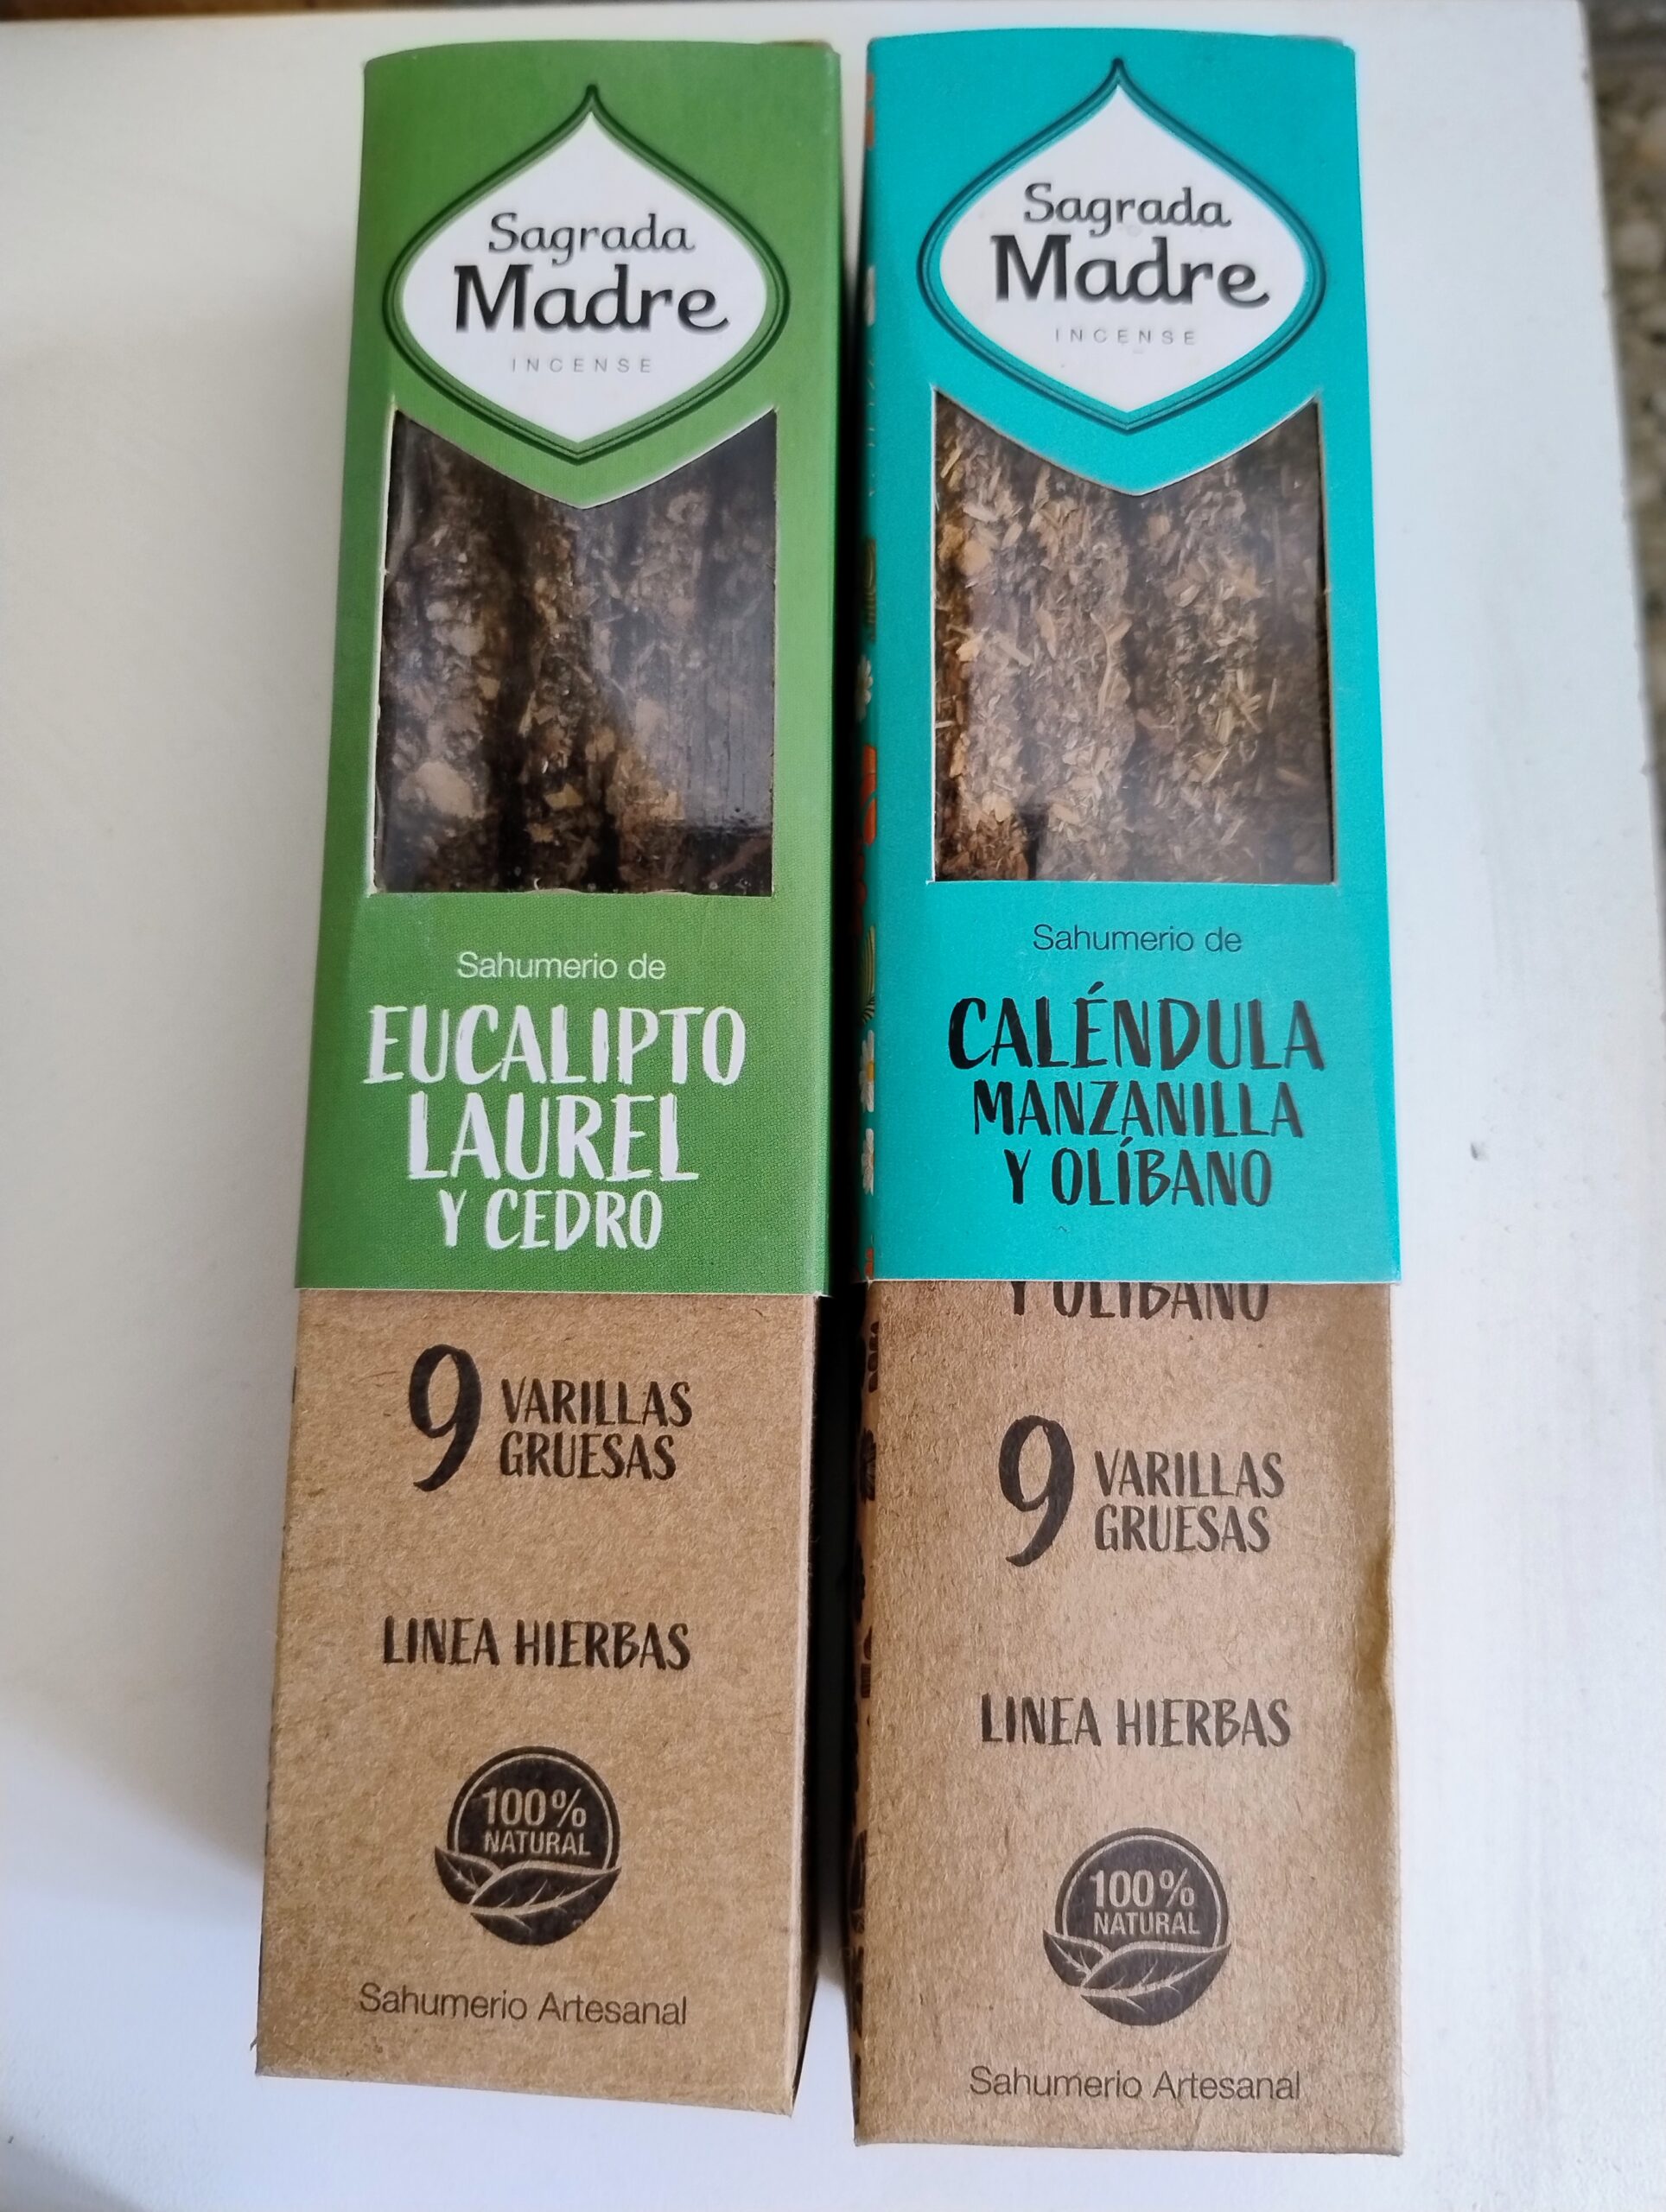 Sagrada
Madre
INCENSE
Sahumerio de
EUCALIPTO
LAUREL
Y CEDRO
9 VARILLAS
GRUESAS
LINEA HIERBAS
100%
NATURAL
Sahumerio Artesanal
Sagrada
Madre
INCENSE
Sahumerio de
CALÉNDULA
MANZANILLA
Y OLÍBANO
Y OLÍBANO
9 VARILLAS
GRUESAS
LINEA HIERBAS
100%
NATURAL
Sahumerio Artesanal